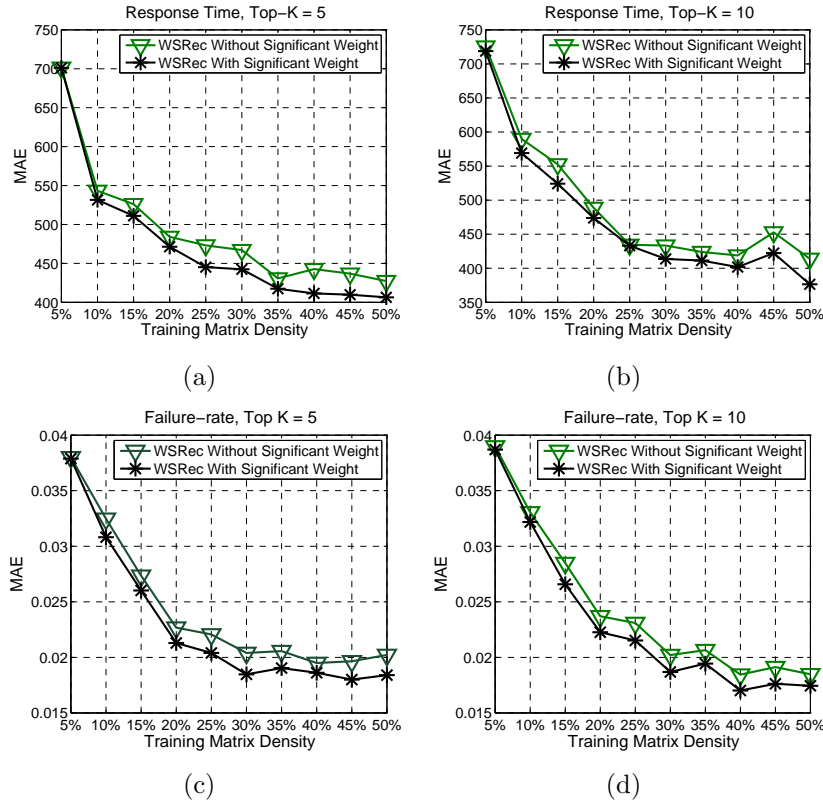 Response Time, Top−K = 5
750
700
650
600
550
500
450
400
MAE
WSRec Without Significant Weight
WSRec With Significant Weight
5% 10% 15% 20% 25% 30% 35% 40% 45% 50%
Training Matrix Density
(a)
Response Time, Top−K = 10
750
700
650
600
550
500
450
400
350
MAE
WSRec Without Significant Weight
WSRec With Significant Weight
5% 10% 15% 20% 25% 30% 35% 40% 45% 50%
Training Matrix Density
(b)
Failure−rate, Top K = 5
0.04
0.035
0.03
0.025
0.02
0.015
MAE
WSRec Without Significant Weight
WSRec With Significant Weight
5% 10% 15% 20% 25% 30% 35% 40% 45% 50%
Training Matrix Density
(c)
Failure−rate, Top K = 10
0.04
0.035
0.03
0.025
0.02
0.015
MAE
WSRec Without Significant Weight
WSRec With Significant Weight
5% 10% 15% 20% 25% 30% 35% 40% 45% 50%
Training Matrix Density
(d)